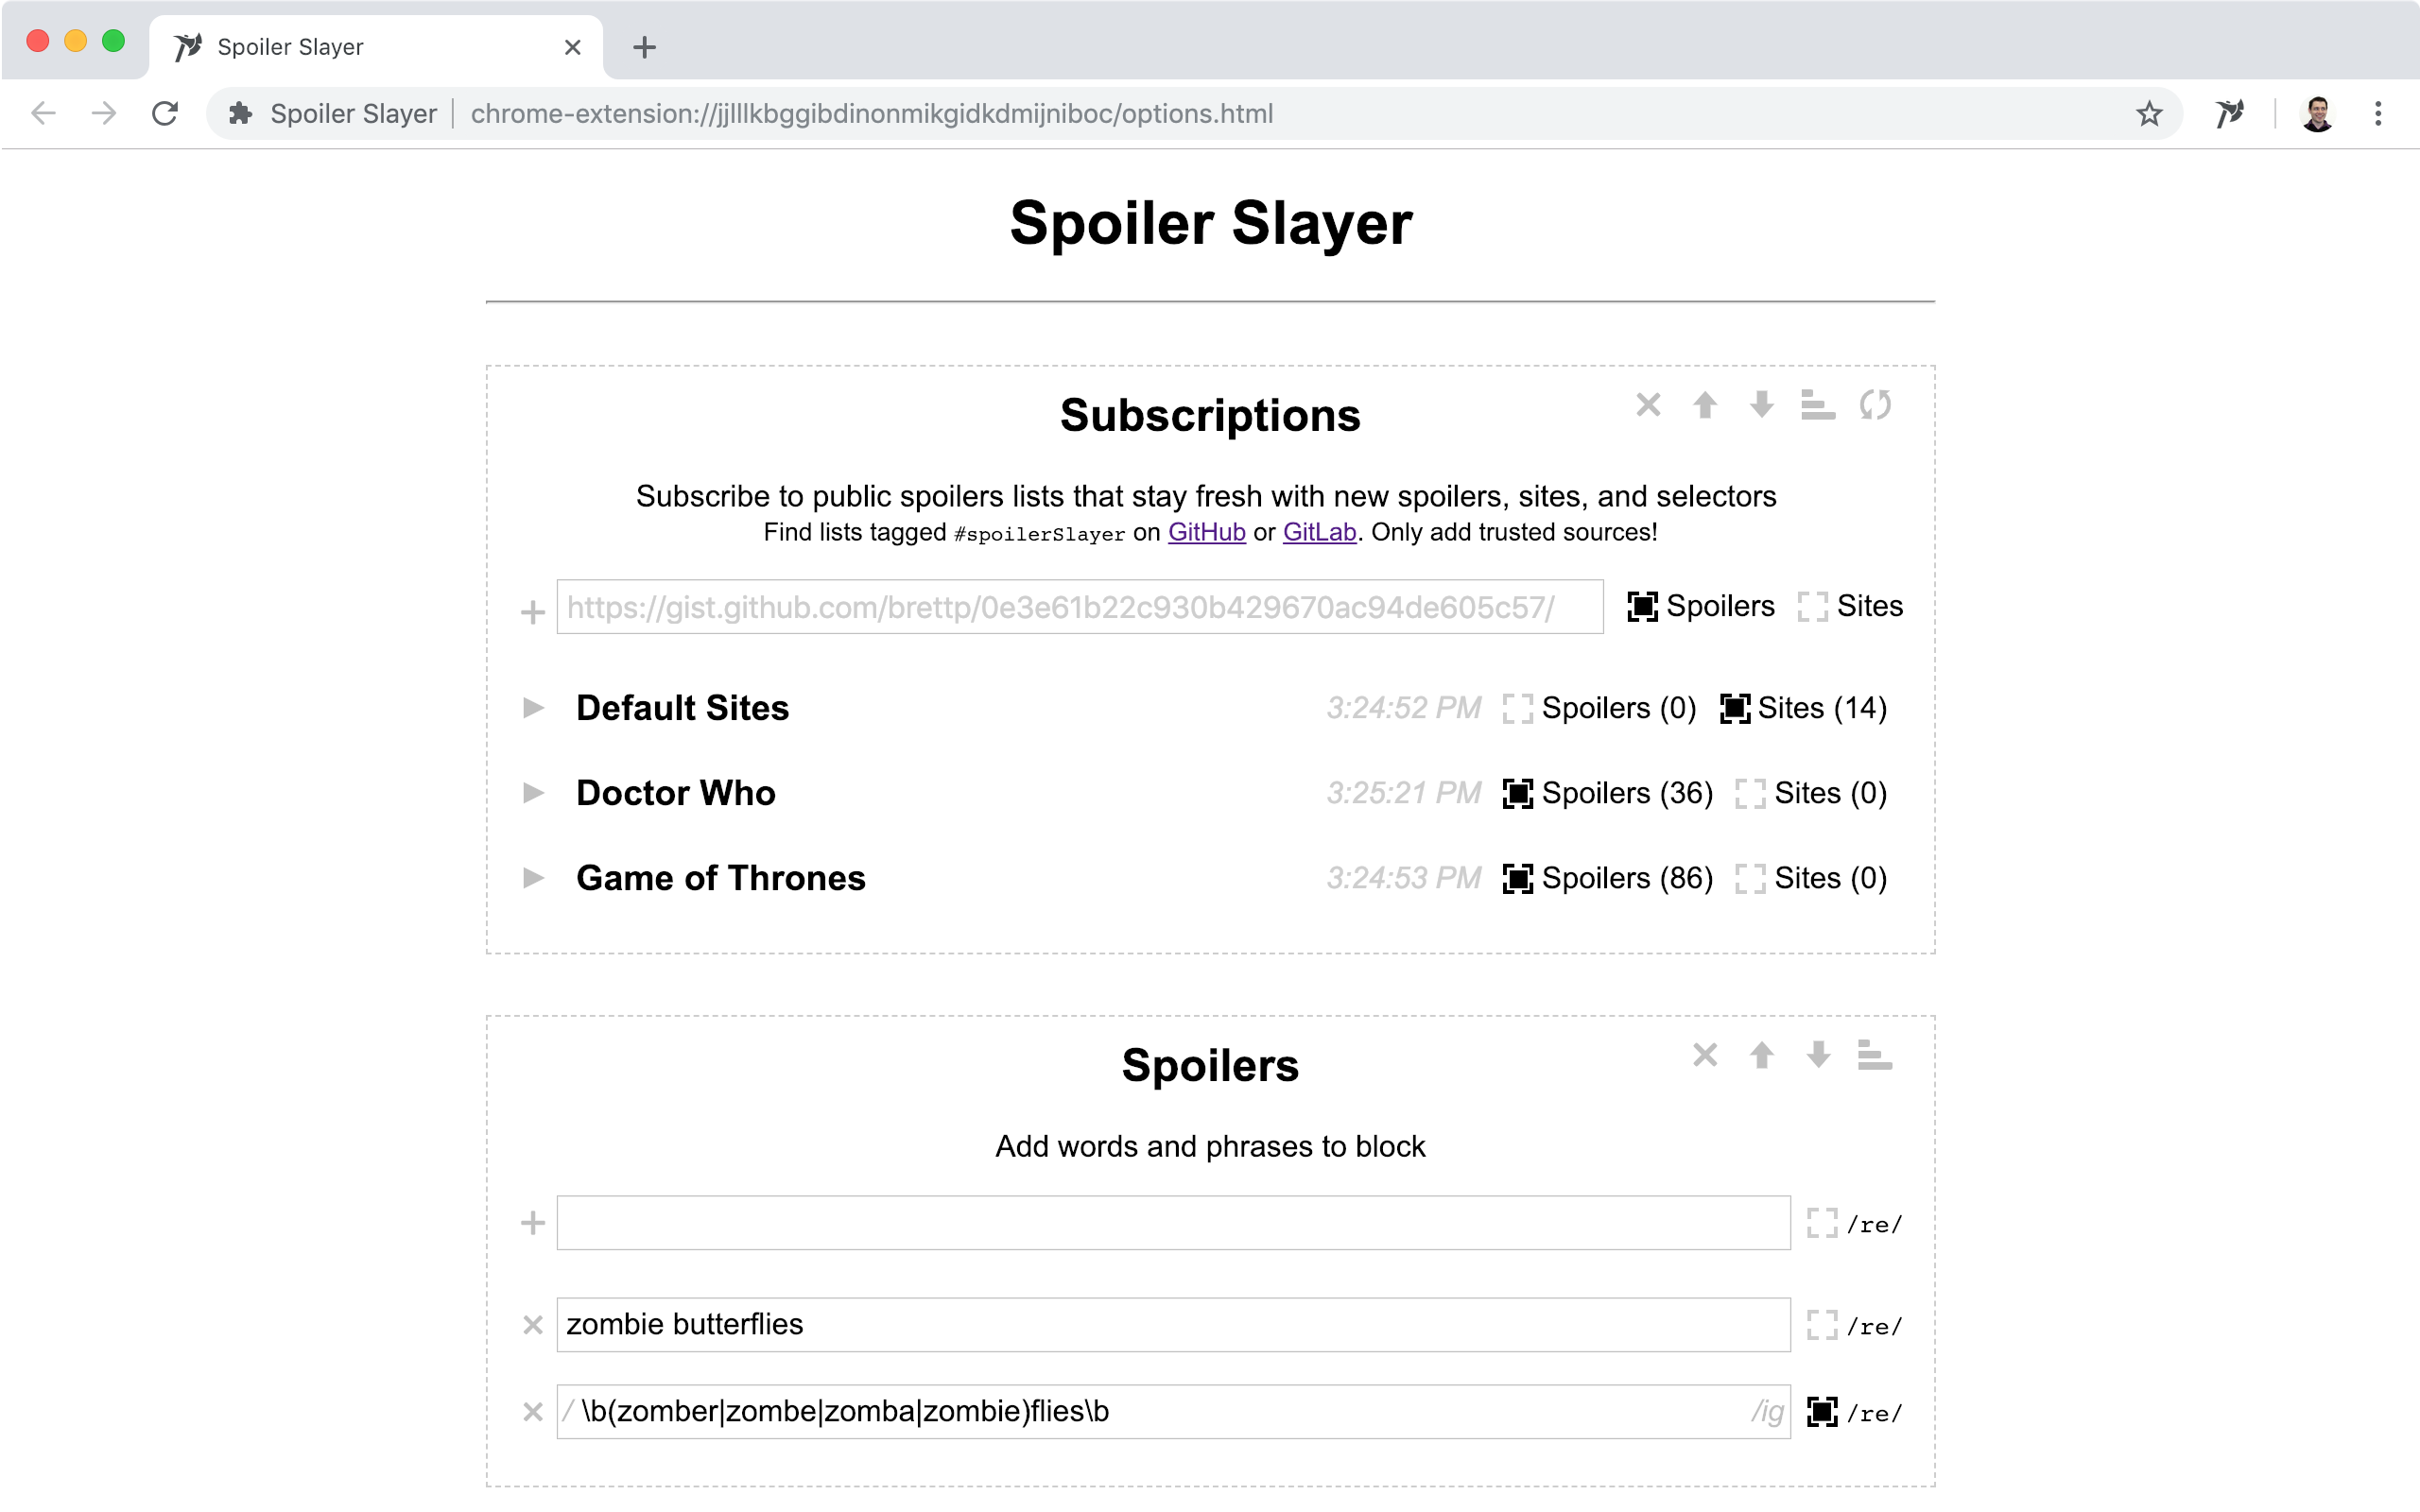 Spoiler Slayer
Spoiler Slayer | chrome-extension://jjlllkbggibdinonmikgidkdmijniboc/options.html
Spoiler Slayer
Subscriptions
Subscribe to public spoilers lists that stay fresh with new spoilers, sites, and selectors
Find lists tagged #spoilerSlayer on GitHub or GitLab. Only add trusted sources!
https://gist.github.com/brettp/0e3e61b22c930b429670ac94de605c57/ Spoilers Sites
Default Sites 3:24:52 PM Spoilers (0) Sites (14)
Doctor Who 3:25:21 PM Spoilers (36) Sites (0)
Game of Thrones 3:24:53 PM Spoilers (86) Sites (0)
Spoilers
Add words and phrases to block
/re/
zombie butterflies /re/
/ \b(zomber|zombe|zomba|zombie)flies\b /ig /re/